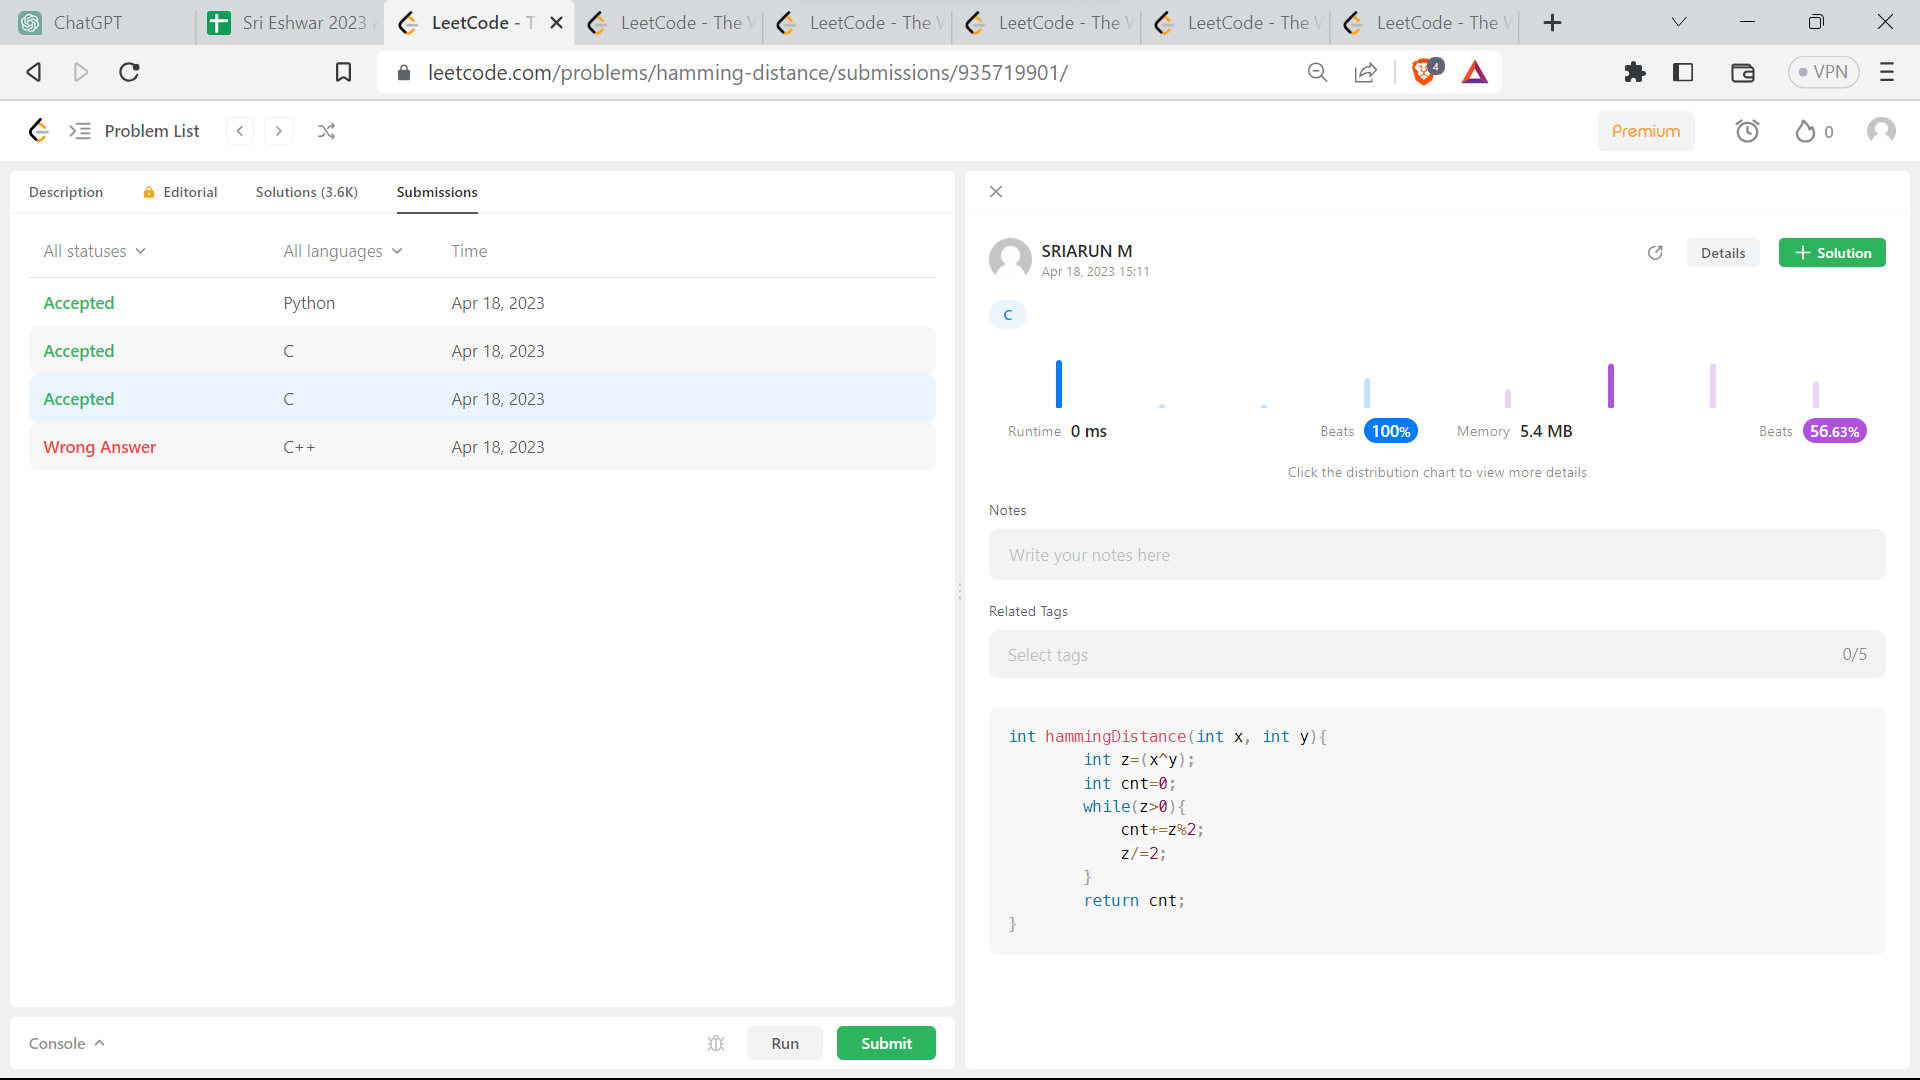 ChatGPT
Sri Eshwar 2023
LeetCode - T
LeetCode - The
LeetCode - The
LeetCode - The
LeetCode - The
LeetCode - The
leetcode.com/problems/hamming-distance/submissions/935719901/
4
VPN
Problem List
Premium
0
Description
Editorial
Solutions (3.6K)
Submissions
All statuses
All languages
Time
Accepted Python Apr 18, 2023
Accepted C Apr 18, 2023
Accepted C Apr 18, 2023
Wrong Answer C++ Apr 18, 2023
Console
Run
Submit
SRIARUN M
Apr 18, 2023 15:11
Details
Solution
C
Runtime 0 ms
Beats 100%
Memory 5.4 MB
Beats 56.63%
Click the distribution chart to view more details
Notes
Write your notes here
Related Tags
Select tags
0/5
int hammingDistance(int x, int y){
int z=(x^y);
int cnt=0;
while(z>0){
cnt+=z%2;
z/=2;
}
return cnt;
}